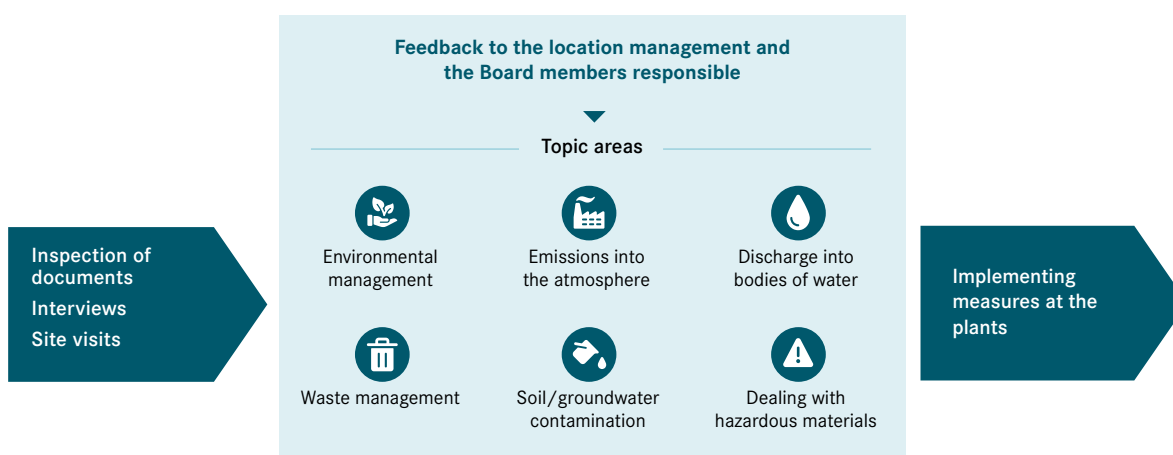 Feedback to the location management and
the Board members responsible
Topic areas
Inspection of
documents
Interviews
Site visits
Environmental
management
Emissions into
the atmosphere
Discharge into
bodies of water
Waste management
Soil/groundwater
contamination
Dealing with
hazardous materials
Implementing
measures at the
plants